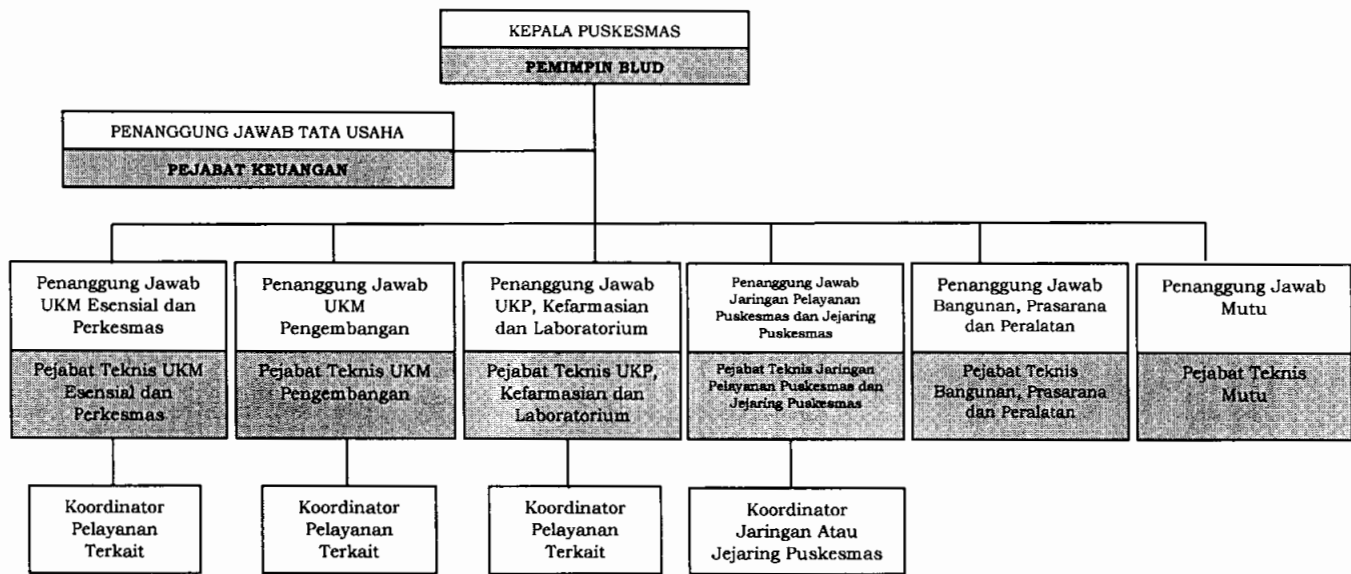 KEPALA PUSKESMAS
PEMIMPIN BLUD
PENANGGUNG JAWAB TATA USAHA
PEJABAT KEUANGAN
Penanggung Jawab
UKM Esensial dan
Perkesmas
Pejabat Teknis UKM
Esensial dan
Perkesmas
Koordinator
Pelayanan
Terkait
Penanggung Jawab
UKM
Pengembangan
Pejabat Teknis UKM
Pengembangan
Koordinator
Pelayanan
Terkait
Penanggung Jawab
UKP, Kefarmasian
dan Laboratorium
Pejabat Teknis UKP,
Kefarmasian dan
Laboratorium
Koordinator
Pelayanan
Terkait
Penanggung Jawab
Jaringan Pelayanan
Puskesmas dan Jejaring
Puskesmas
Pejabat Teknis Jaringan
Pelayanan Puskesmas dan
Jejaring Puskesmas
Koordinator
Jaringan Atau
Jejaring Puskesmas
Penanggung Jawab
Bangunan, Prasarana
dan Peralatan
Pejabat Teknis
Bangunan, Prasarana
dan Peralatan
Penanggung Jawab
Mutu
Pejabat Teknis
Mutu